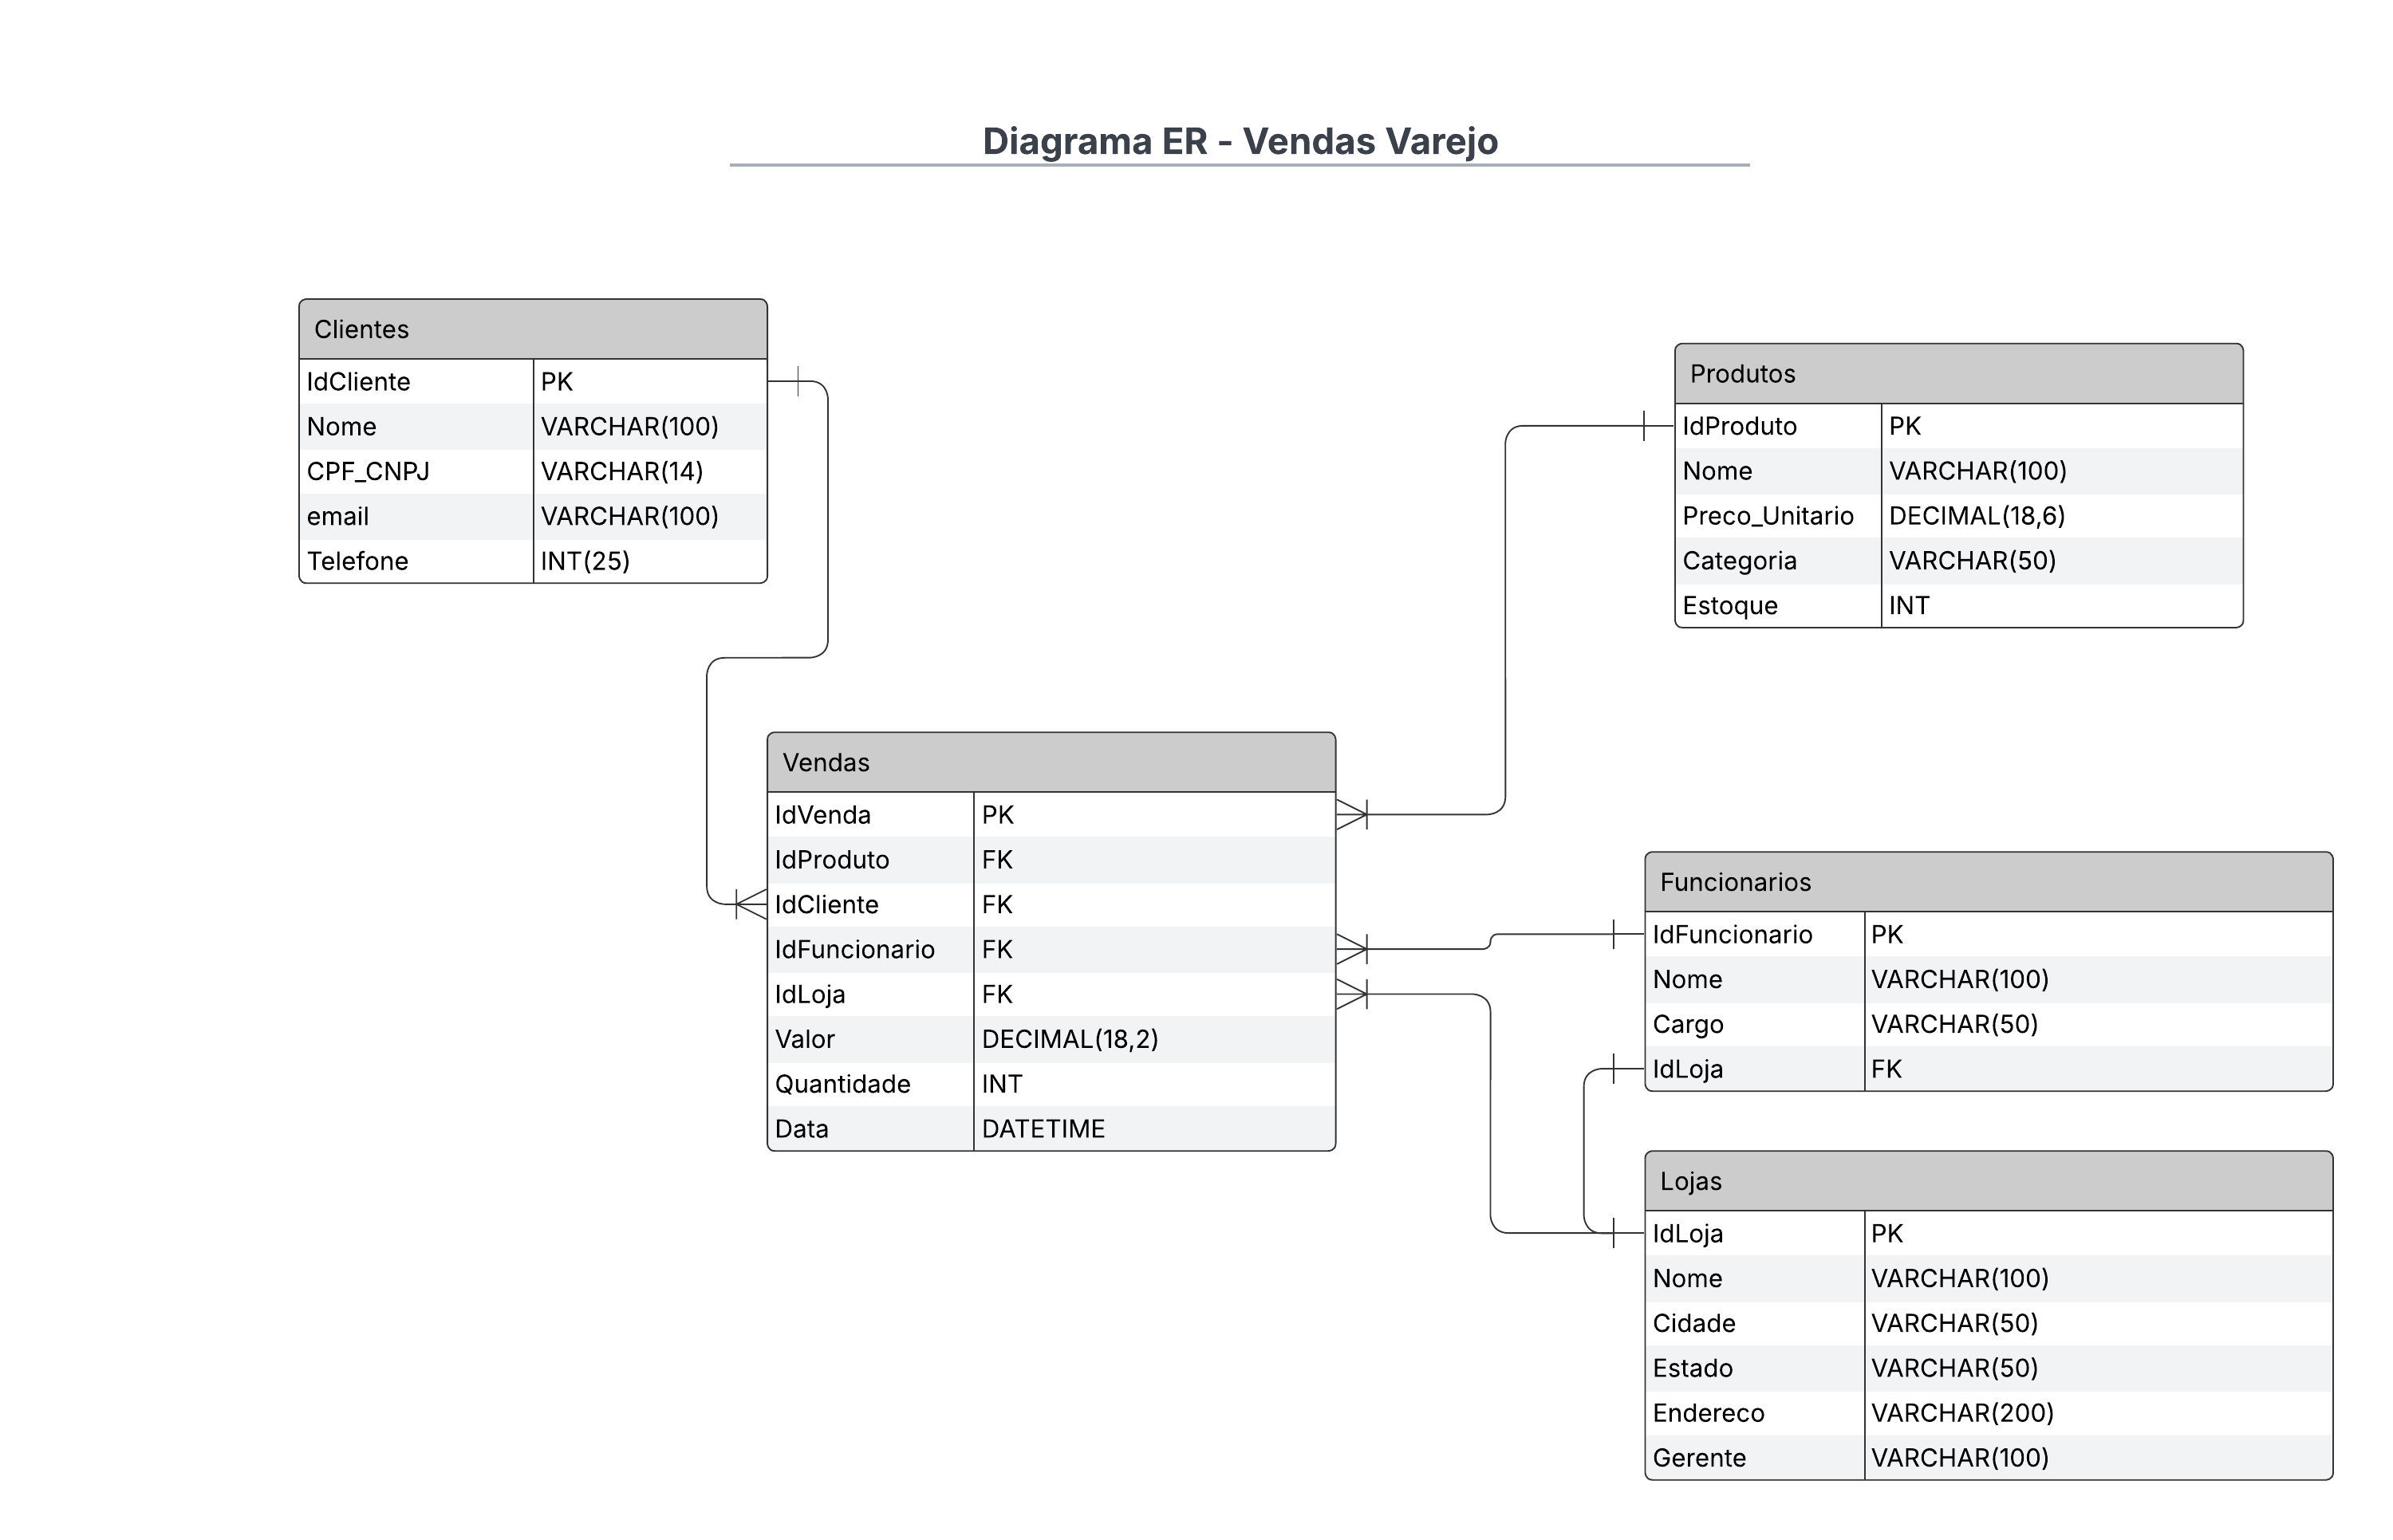 Diagrama ER - Vendas Varejo
Clientes
IdCliente PK
Nome VARCHAR(100)
CPF_CNPJ VARCHAR(14)
email VARCHAR(100)
Telefone INT(25)
Produtos
IdProduto PK
Nome VARCHAR(100)
Preco_Unitario DECIMAL(18,6)
Categoria VARCHAR(50)
Estoque INT
Vendas
IdVenda PK
IdProduto FK
IdCliente FK
IdFuncionario FK
IdLoja FK
Valor DECIMAL(18,2)
Quantidade INT
Data DATETIME
Funcionarios
IdFuncionario PK
Nome VARCHAR(100)
Cargo VARCHAR(50)
IdLoja FK
Lojas
IdLoja PK
Nome VARCHAR(100)
Cidade VARCHAR(50)
Estado VARCHAR(50)
Endereco VARCHAR(200)
Gerente VARCHAR(100)